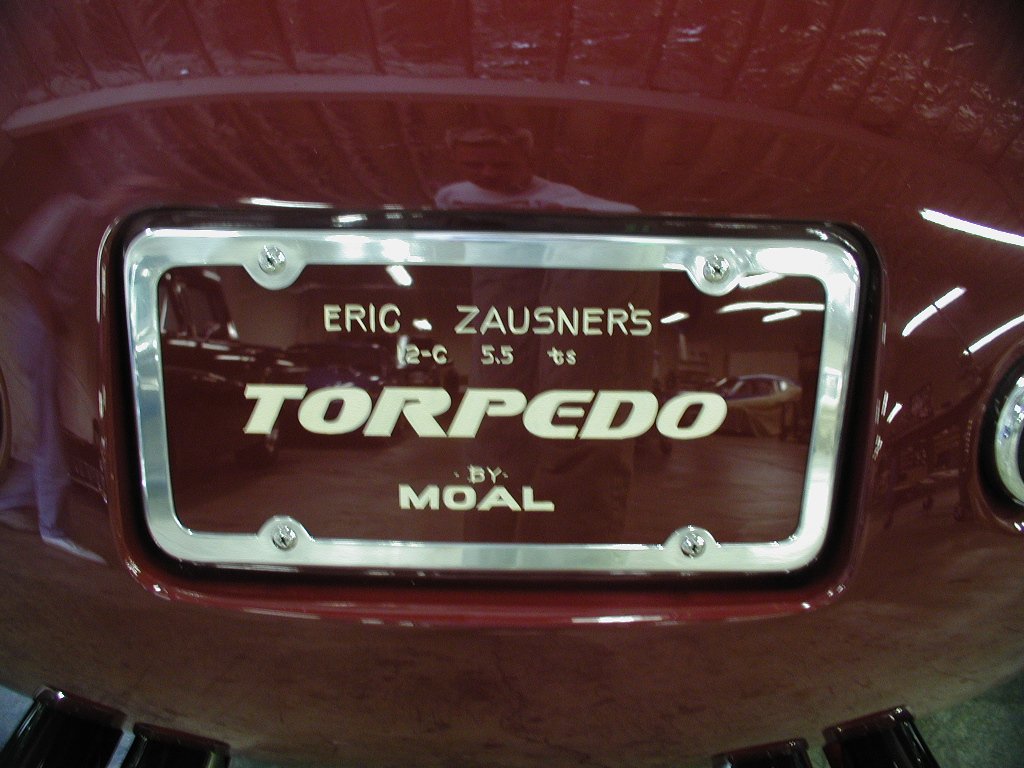 ERIC ZAUSNER'S
12-C 5.5 ts
TORPEDO
-BY-
MOAL